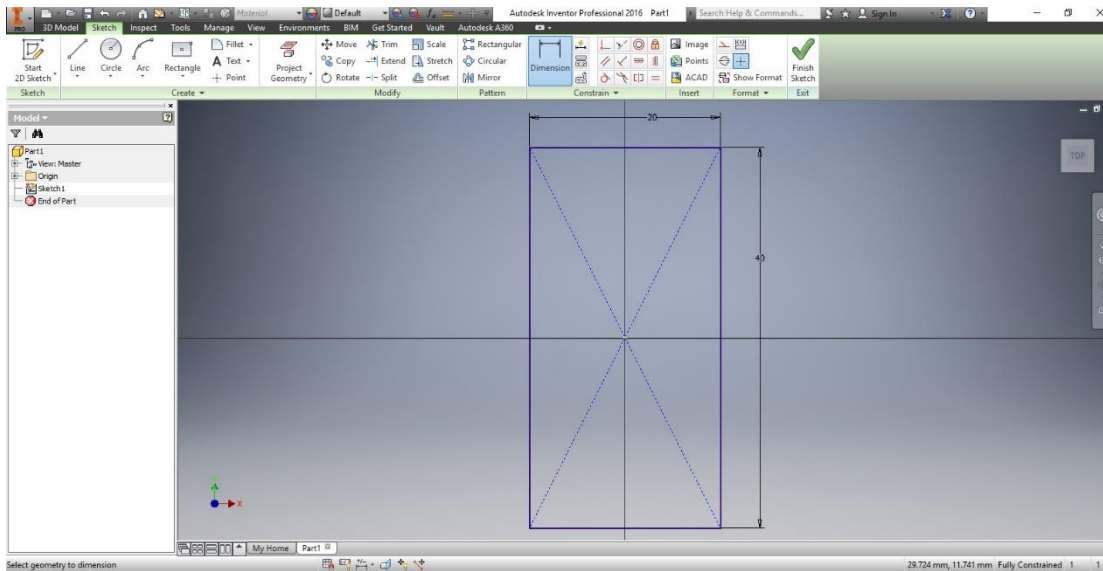 Material Default Autodesk Inventor Professional 2016 Part1 Search Help & Commands... Sign In
PRO 3D Model Sketch Inspect Tools Manage View Environments BIM Get Started Vault Autodesk A360
Fillet Move Trim Scale Rectangular Image
Start 2D Sketch Line Circle Arc Rectangle A Text Project Geometry Copy Extend Stretch Circular Dimension Points Finish Sketch
Point Rotate Split Offset Mirror ACAD Show Format
Sketch Create Modify Pattern Constrain Insert Format Exit
Model
Part1
View: Master
Origin
Sketch1
End of Part
20
TOP
40
Y
X
My Home Part1
Select geometry to dimension 29.724 mm, 11.741 mm Fully Constrained 1 1